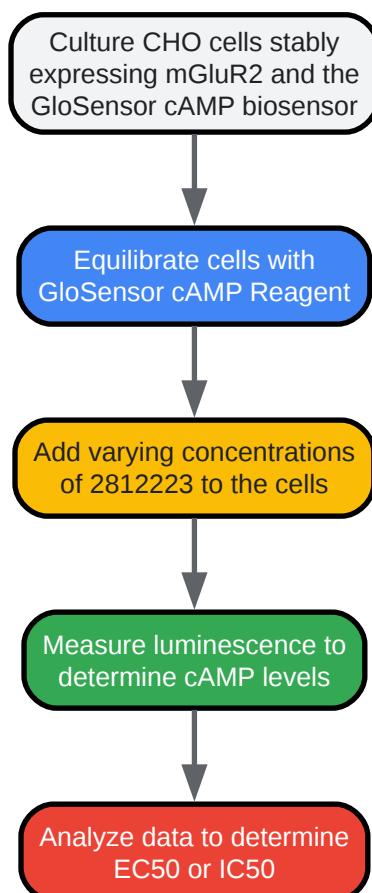 Culture CHO cells stably
expressing mGluR2 and the
GloSensor cAMP biosensor
Equilibrate cells with
GloSensor cAMP Reagent
Add varying concentrations
of 2812223 to the cells
Measure luminescence to
determine cAMP levels
Analyze data to determine
EC50 or IC50